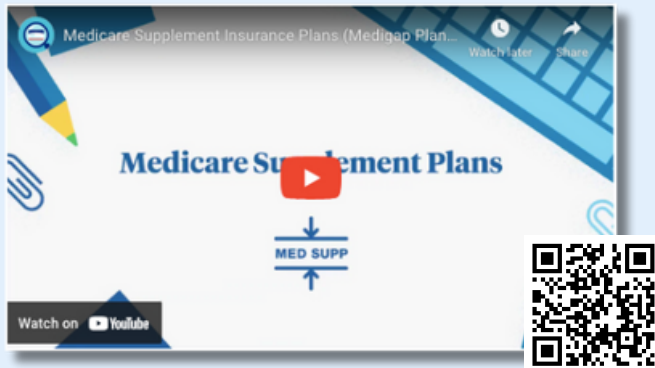 Medicare Supplement Insurance Plans (Medigap Plan...
Watch later
Share
Medicare Supplement Plans
MED SUPP
Watch on YouTube